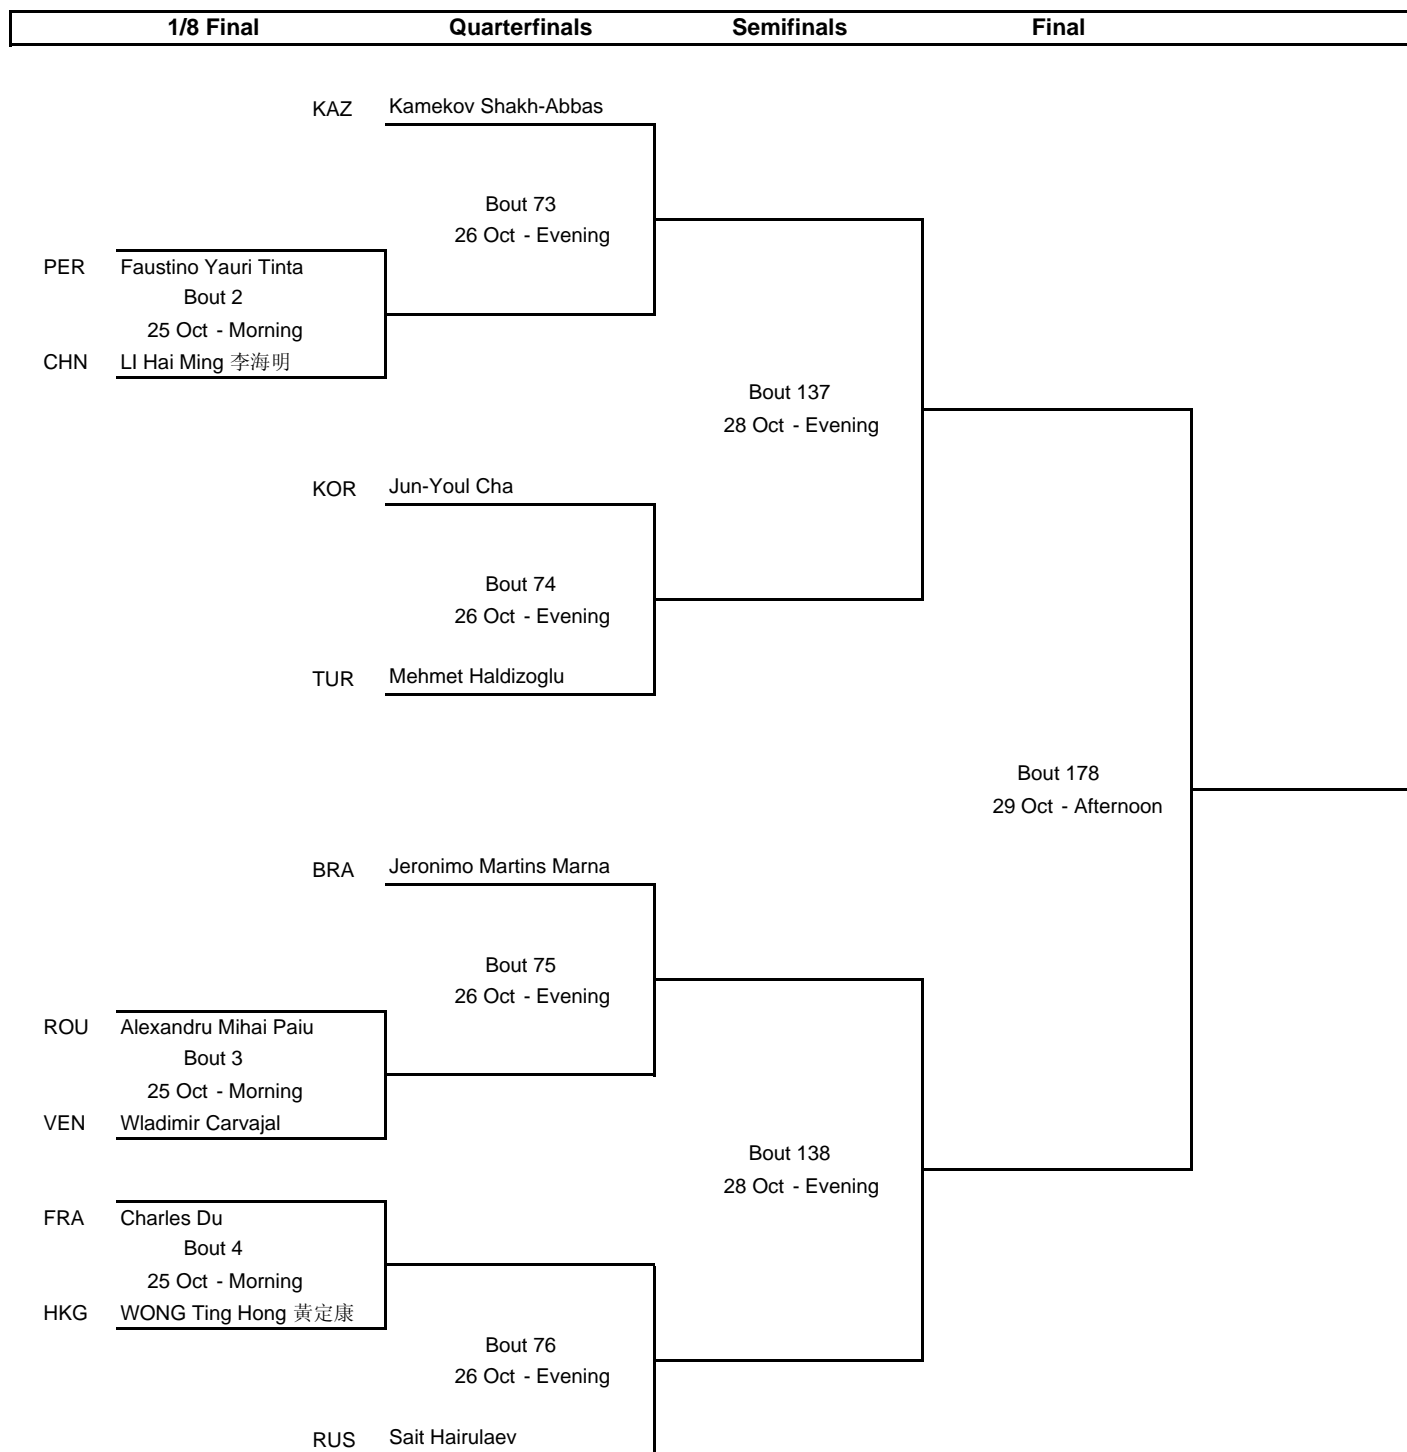 1/8 Final Quarterfinals Semifinals Final
KAZ Kamekov Shakh-Abbas
Bout 73
26 Oct - Evening
PER Faustino Yauri Tinta
Bout 2
25 Oct - Morning
CHN LI Hai Ming 李海明
Bout 137
28 Oct - Evening
KOR Jun-Youl Cha
Bout 74
26 Oct - Evening
TUR Mehmet Haldizoglu
Bout 178
29 Oct - Afternoon
BRA Jeronimo Martins Marna
Bout 75
26 Oct - Evening
ROU Alexandru Mihai Paiu
Bout 3
25 Oct - Morning
VEN Wladimir Carvajal
Bout 138
28 Oct - Evening
FRA Charles Du
Bout 4
25 Oct - Morning
HKG WONG Ting Hong 黃定康
Bout 76
26 Oct - Evening
RUS Sait Hairulaev